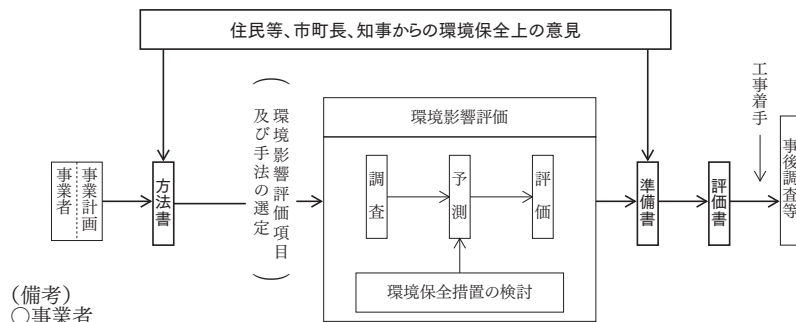 住民等、市町長、知事からの環境保全上の意見
事業者
事業計画
方法書
(環境影響評価項目
及び手法の選定)
環境影響評価
調査
予測
評価
環境保全措置の検討
準備書
評価書
工事着手
事後調査等
(備考)
○事業者